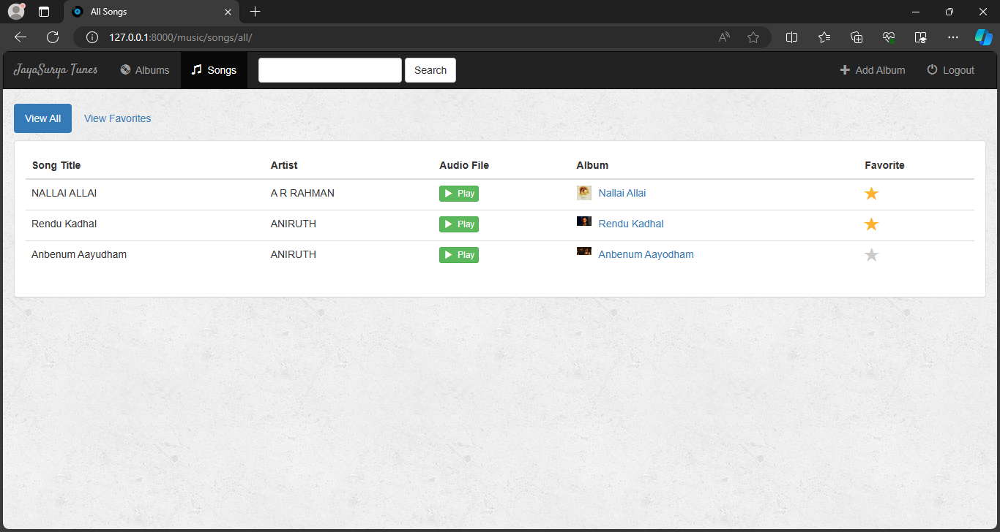 All Songs
127.0.0.1:8000/music/songs/all/
JayaSurya Tunes Albums Songs Search Add Album Logout
View All View Favorites
Song Title Artist Audio File Album Favorite
NALLAI ALLAI A R RAHMAN Play Nallai Allai
Rendu Kadhal ANIRUTH Play Rendu Kadhal
Anbenum Aayudham ANIRUTH Play Anbenum Aayodham